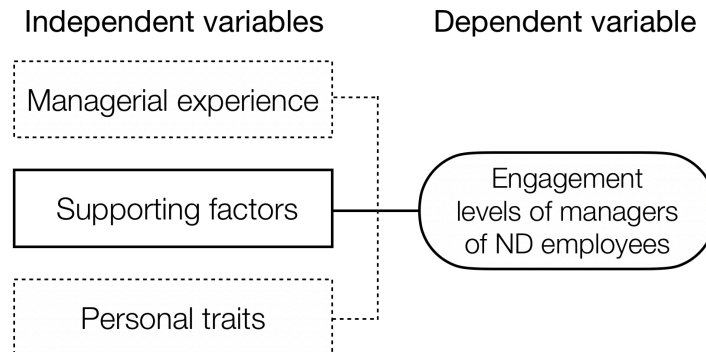 Independent variables
Dependent variable
Managerial experience
Supporting factors
Engagement
levels of managers
of ND employees
Personal traits